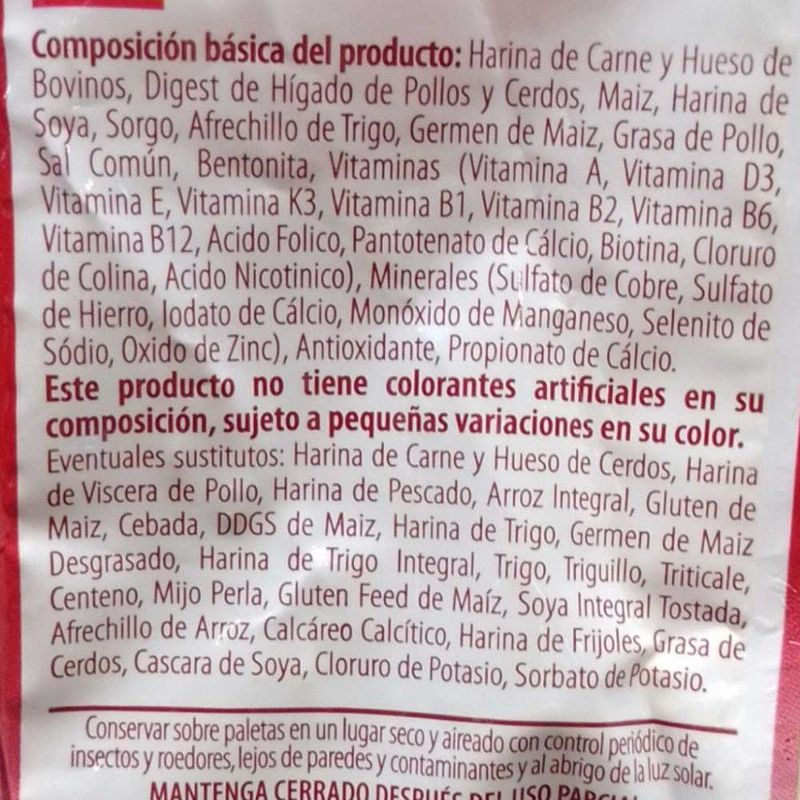 Composición básica del producto: Harina de Carne y Hueso de
Bovinos, Digest de Hígado de Pollos y Cerdos, Maiz, Harina de
Soya, Sorgo, Afrechillo de Trigo, Germen de Maiz, Grasa de Pollo,
Sal Común, Bentonita, Vitaminas (Vitamina A, Vitamina D3,
Vitamina E, Vitamina K3, Vitamina B1, Vitamina B2, Vitamina B6,
Vitamina B12, Acido Folico, Pantotenato de Cálcio, Biotina, Cloruro
de Colina, Acido Nicotinico), Minerales (Sulfato de Cobre, Sulfato
de Hierro, Iodato de Cálcio, Monóxido de Manganeso, Selenito de
Sódio, Oxido de Zinc), Antioxidante, Propionato de Cálcio.
Este producto no tiene colorantes artificiales en su
composición, sujeto a pequeñas variaciones en su color.
Eventuales sustitutos: Harina de Carne y Hueso de Cerdos, Harina
de Viscera de Pollo, Harina de Pescado, Arroz Integral, Gluten de
Maiz, Cebada, DDGS de Maiz, Harina de Trigo, Germen de Maiz
Desgrasado, Harina de Trigo Integral, Trigo, Triguillo, Triticale,
Centeno, Mijo Perla, Gluten Feed de Maíz, Soya Integral Tostada,
Afrechillo de Arroz, Calcáreo Calcítico, Harina de Frijoles, Grasa de
Cerdos, Cascara de Soya, Cloruro de Potasio, Sorbato de Potasio.
Conservar sobre paletas en un lugar seco y aireado con control periódico de
insectos y roedores, lejos de paredes y contaminantes y al abrigo de la luz solar.
MANTENGA CERRADO DESPUÉS DEL USO PARCIAL